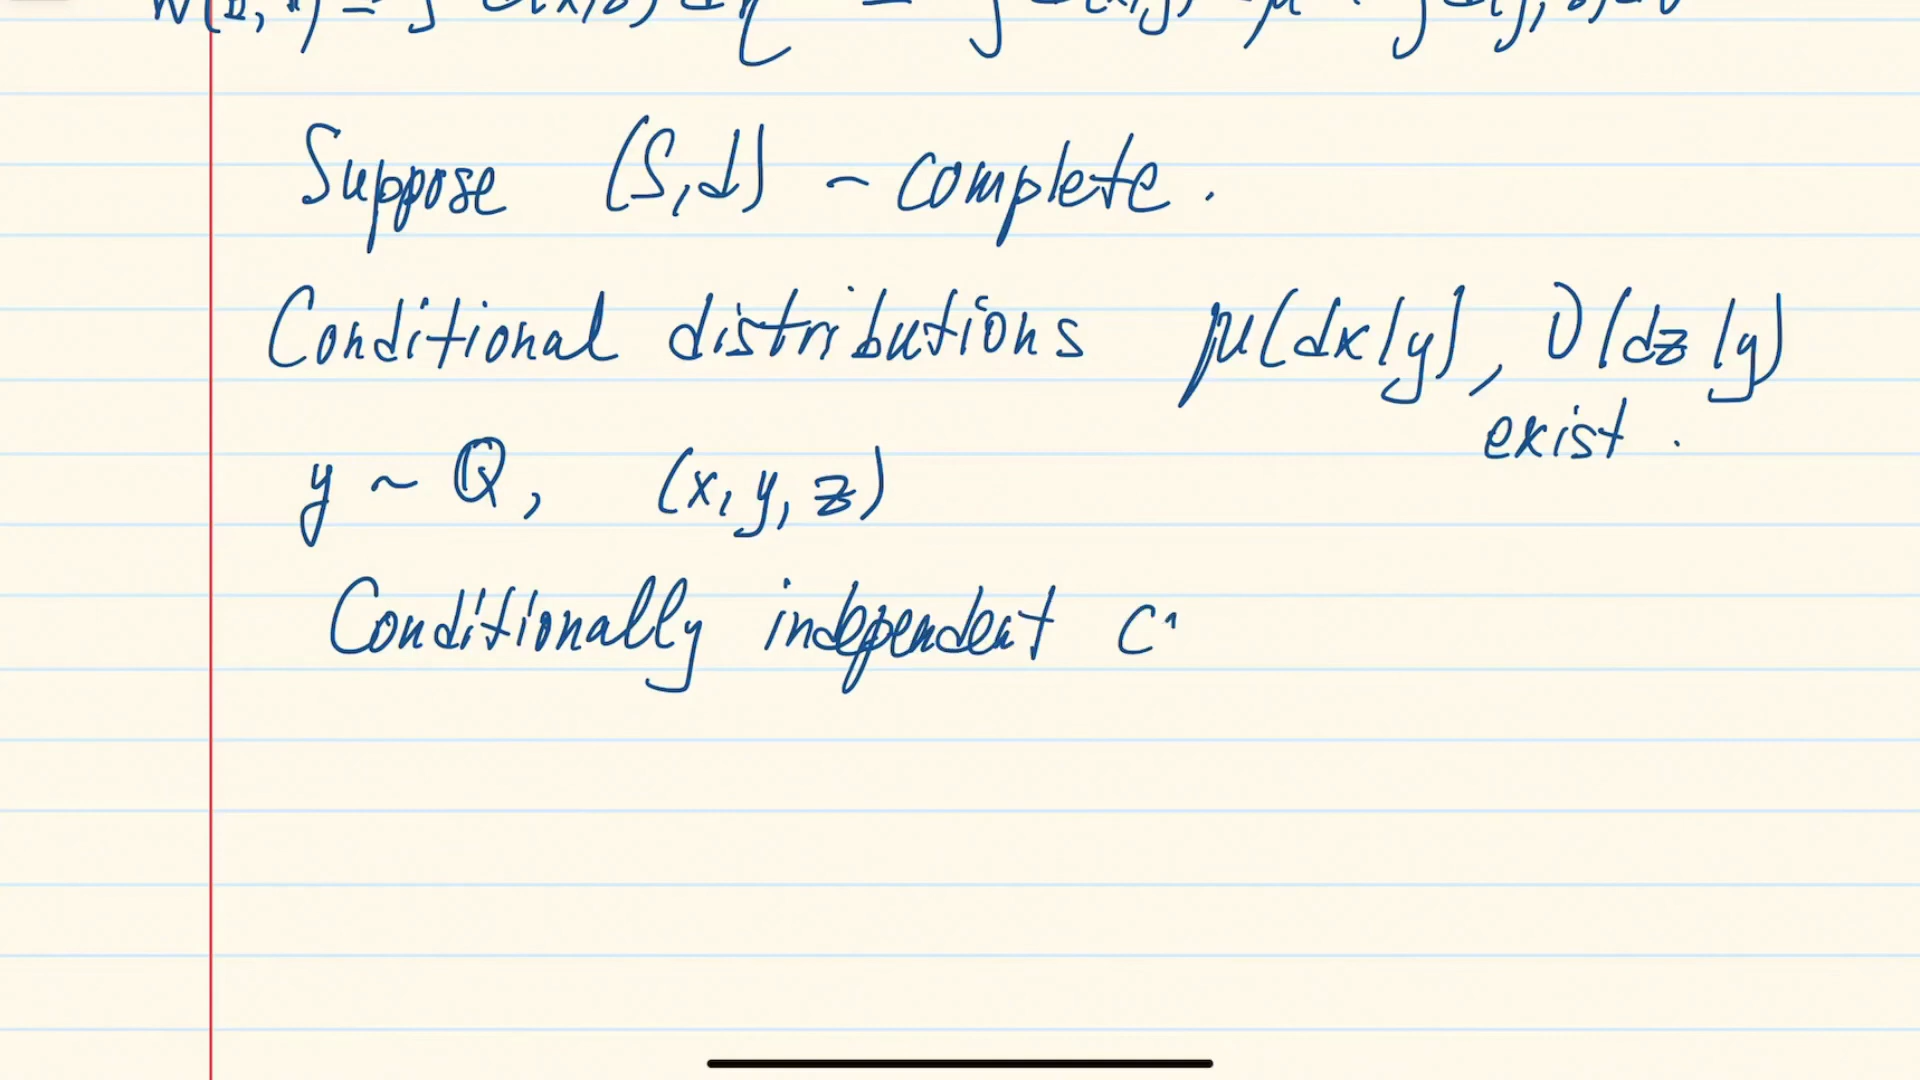 Suppose (S,d) - complete.
Conditional distributions μ(dx|y), ν(dz|y)
exist.
y ~ ℚ, (x,y,z)
Conditionally independent c